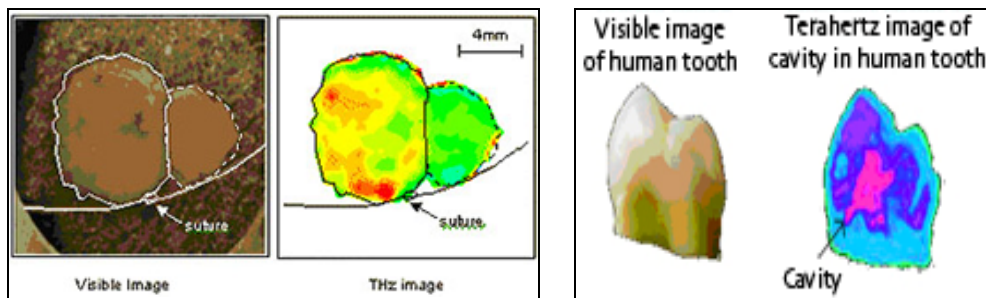 suture
Visible Image
4mm
suture
THz image
Visible image
of human tooth
Terahertz image of
cavity in human tooth
Cavity